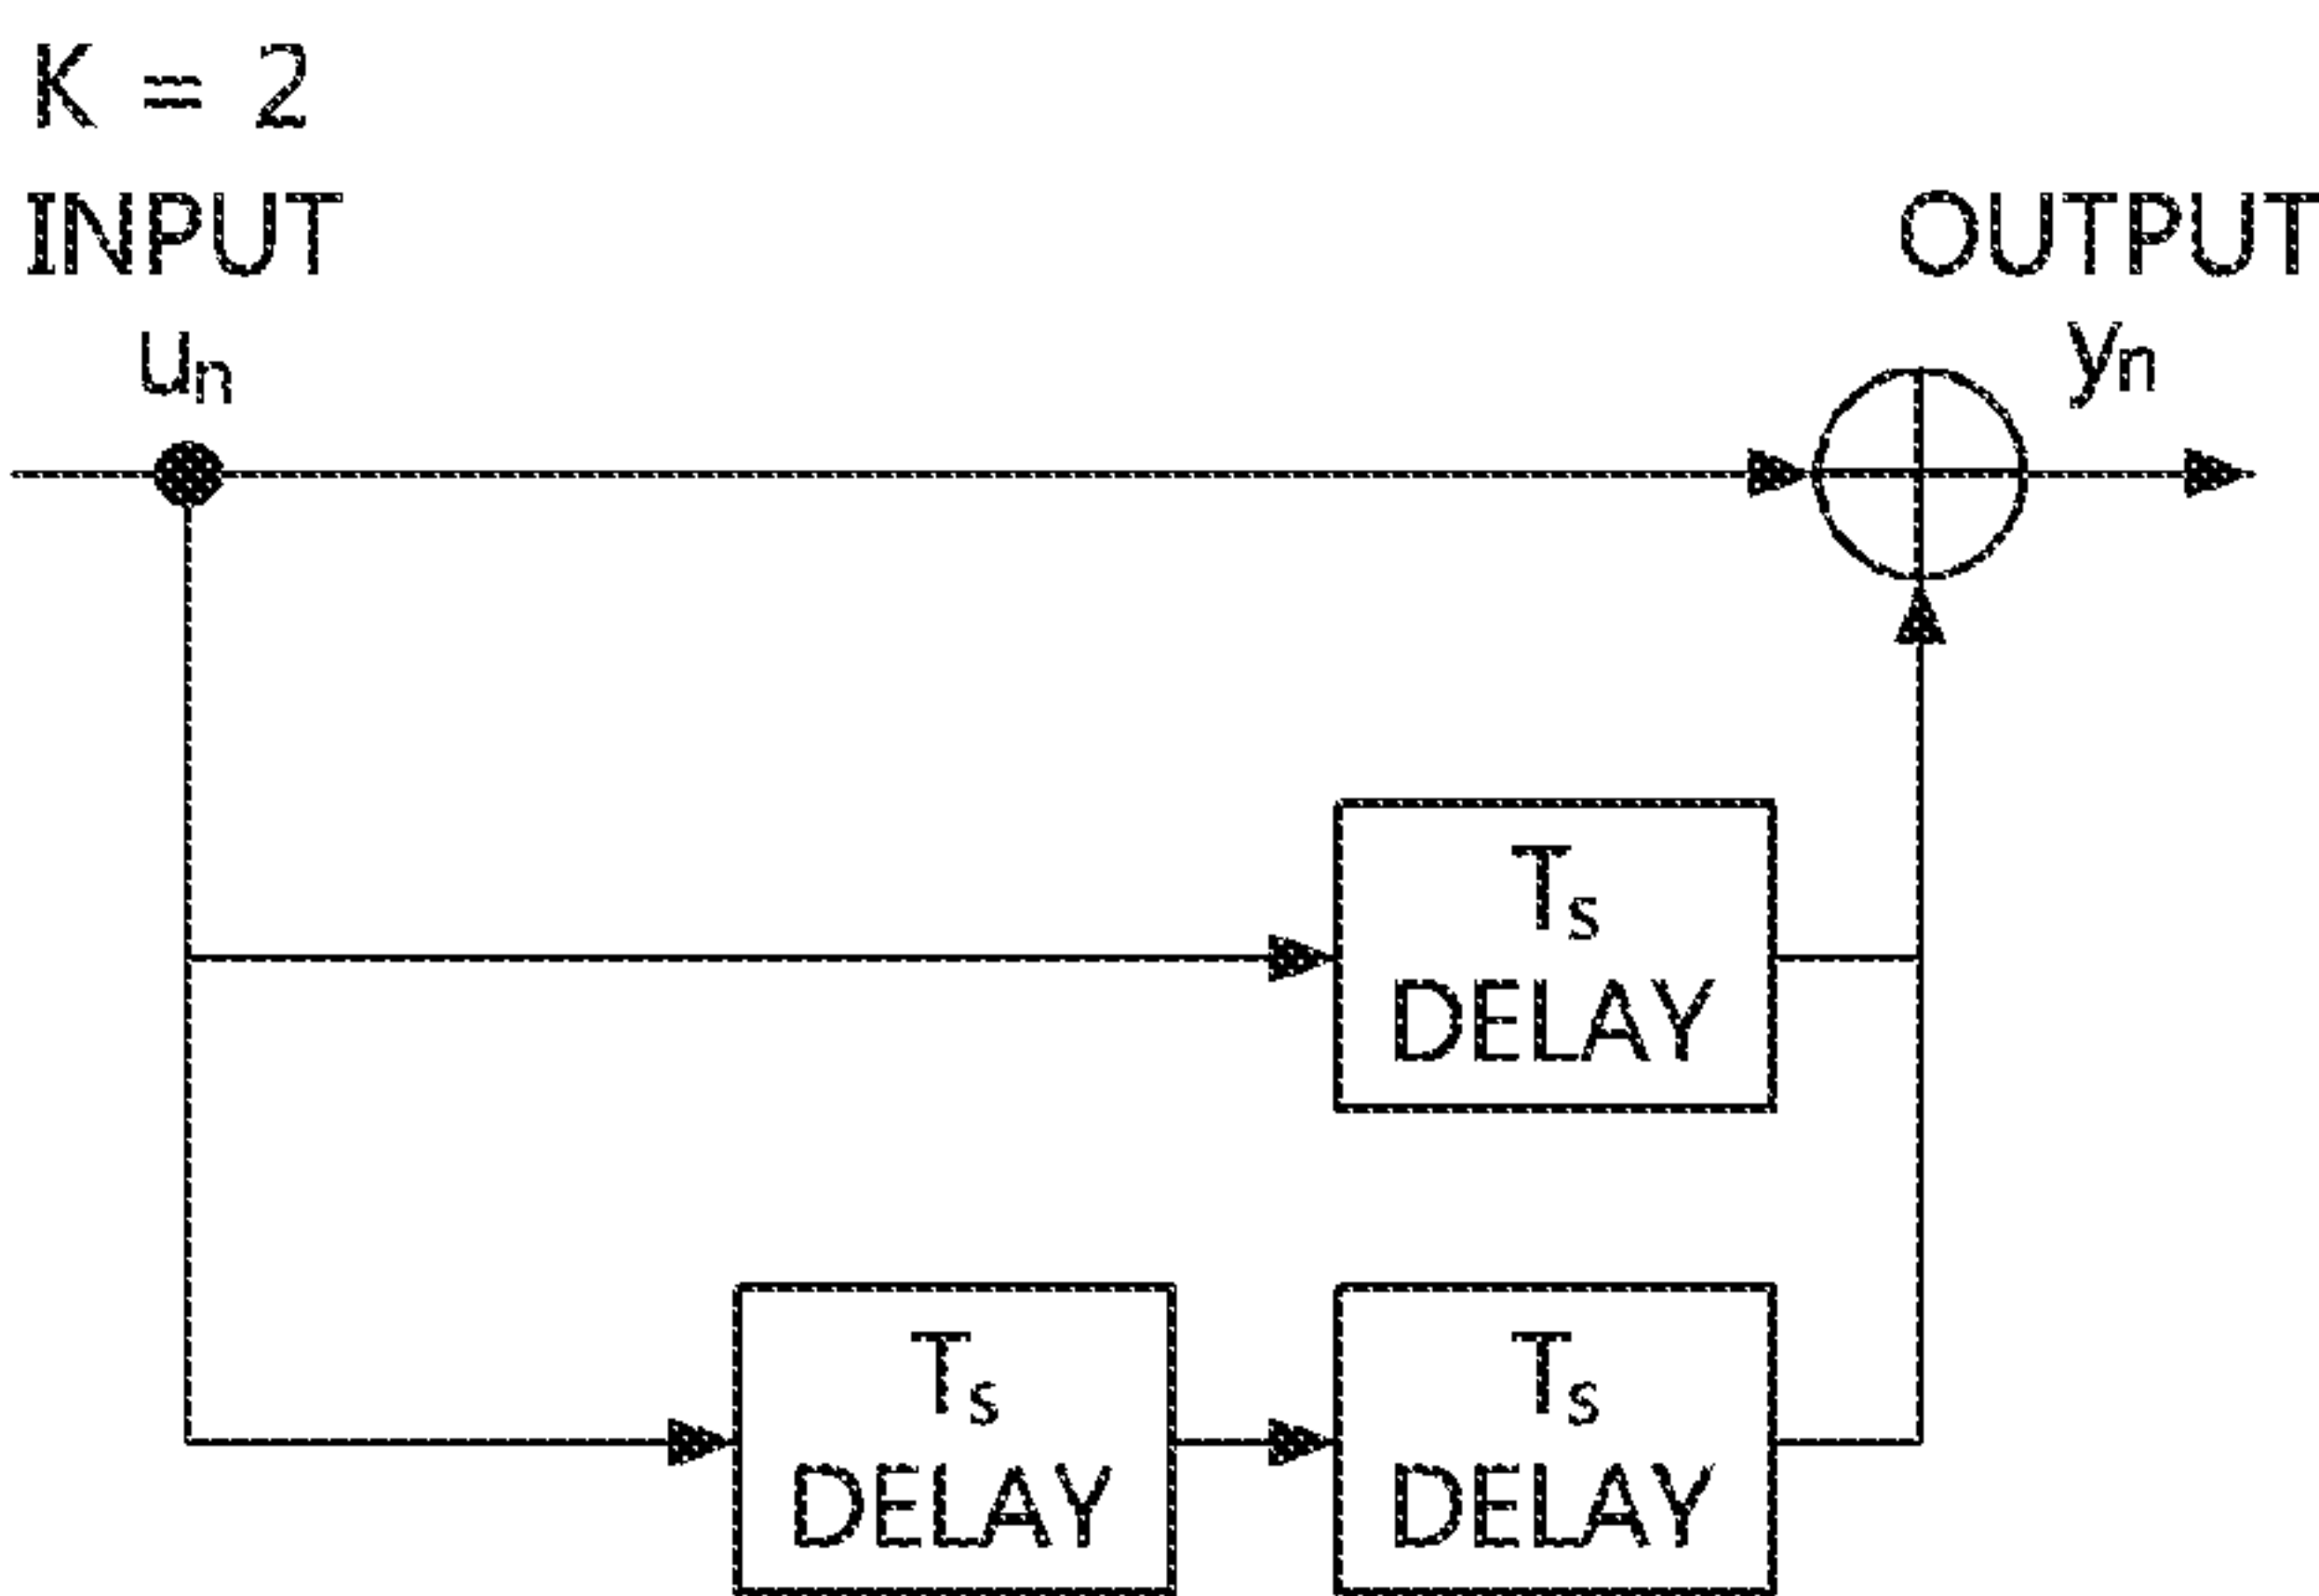 K = 2
INPUT
OUTPUT
un
yn
Ts
DELAY
Ts
DELAY
Ts
DELAY